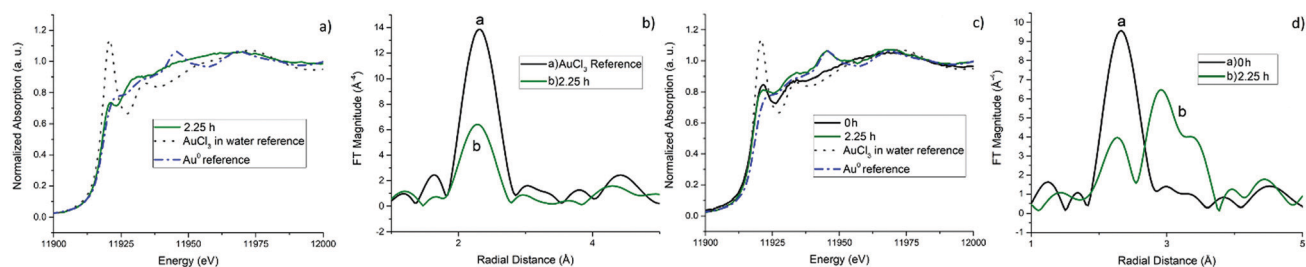 a)
Normalized Absorption (a. u.)
1.2
1.0
0.8
0.6
0.4
0.2
0.0
2.25 h
AuCl3 in water reference
Au0 reference
11900 11925 11950 11975 12000
Energy (eV)
b)
FT Magnitude (Å-4)
14
12
10
8
6
4
2
0
-2
a
a)AuCl3 Reference
b)2.25 h
b
2 4
Radial Distance (Å)
c)
Normalized Absorption (a. u.)
1.2
1.0
0.8
0.6
0.4
0.2
0.0
0h
2.25 h
AuCl3 in water reference
Au0 reference
11900 11925 11950 11975 12000
Energy (eV)
d)
FT Magnitude (Å-4)
10
9
8
7
6
5
4
3
2
1
0
-1
a
a)0h
b)2.25 h
b
1 2 3 4 5
Radial Distance (Å)